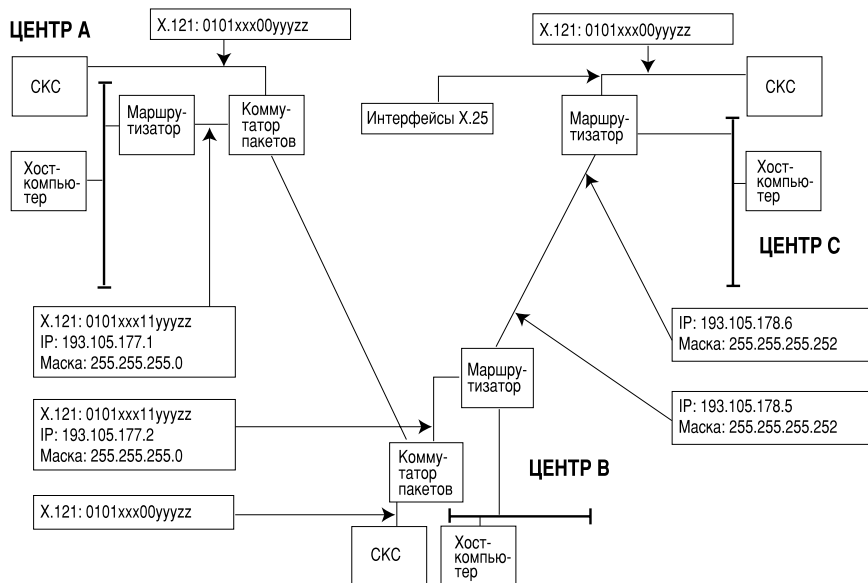 ЦЕНТР А
X.121: 0101xxx00yyyzz
X.121: 0101xxx00yyyzz
СКС
Маршру-
тизатор
Комму-
татор
пакетов
Интерфейсы X.25
Маршру-
тизатор
СКС
Хост-
компью-
тер
Хост-
компью-
тер
ЦЕНТР С
X.121: 0101xxx11yyyzz
IP: 193.105.177.1
Маска: 255.255.255.0
IP: 193.105.178.6
Маска: 255.255.255.252
Маршру-
тизатор
X.121: 0101xxx11yyyzz
IP: 193.105.177.2
Маска: 255.255.255.0
IP: 193.105.178.5
Маска: 255.255.255.252
Комму-
татор
пакетов
ЦЕНТР В
X.121: 0101xxx00yyyzz
СКС
Хост-
компью-
тер